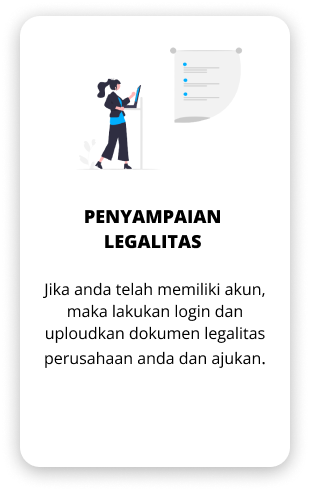 PENYAMPAIAN
LEGALITAS
Jika anda telah memiliki akun,
maka lakukan login dan
uploudkan dokumen legalitas
perusahaan anda dan ajukan.